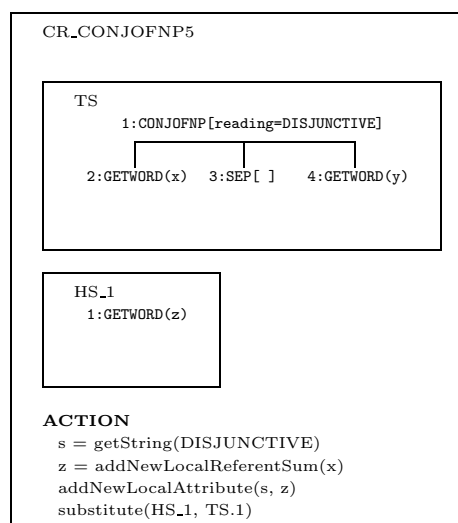 CR_CONJOFNP5
TS
1:CONJOFNP[reading=DISJUNCTIVE]
2:GETWORD(x) 3:SEP[ ] 4:GETWORD(y)
HS_1
1:GETWORD(z)
ACTION
s = getString(DISJUNCTIVE)
z = addNewLocalReferentSum(x)
addNewLocalAttribute(s, z)
substitute(HS_1, TS.1)